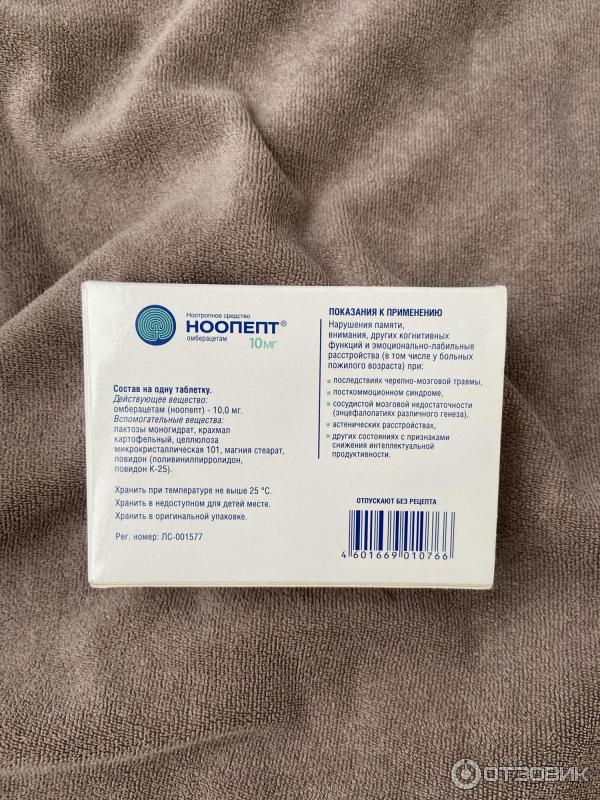 Ноотропное средство
НООПЕПТ®
омберацетам
10мг
Состав на одну таблетку.
Действующее вещество:
омберацетам (ноопепт) - 10,0 мг.
Вспомогательные вещества:
лактозы моногидрат, крахмал
картофельный, целлюлоза
микрокристаллическая 101, магния стеарат,
повидон (поливинилпирролидон,
повидон К-25).
Хранить при температуре не выше 25 °С.
Хранить в недоступном для детей месте.
Хранить в оригинальной упаковке.
Рег. номер: ЛС-001577
ПОКАЗАНИЯ К ПРИМЕНЕНИЮ
Нарушения памяти,
внимания, других когнитивных
функций и эмоционально-лабильные
расстройства (в том числе у больных
пожилого возраста) при:
последствиях черепно-мозговой травмы,
посткоммоционном синдроме,
сосудистой мозговой недостаточности
(энцефалопатиях различного генеза),
астенических расстройствах,
других состояниях с признаками
снижения интеллектуальной
продуктивности.
ОТПУСКАЮТ БЕЗ РЕЦЕПТА
4 601669 010766
ОТЗОВИК